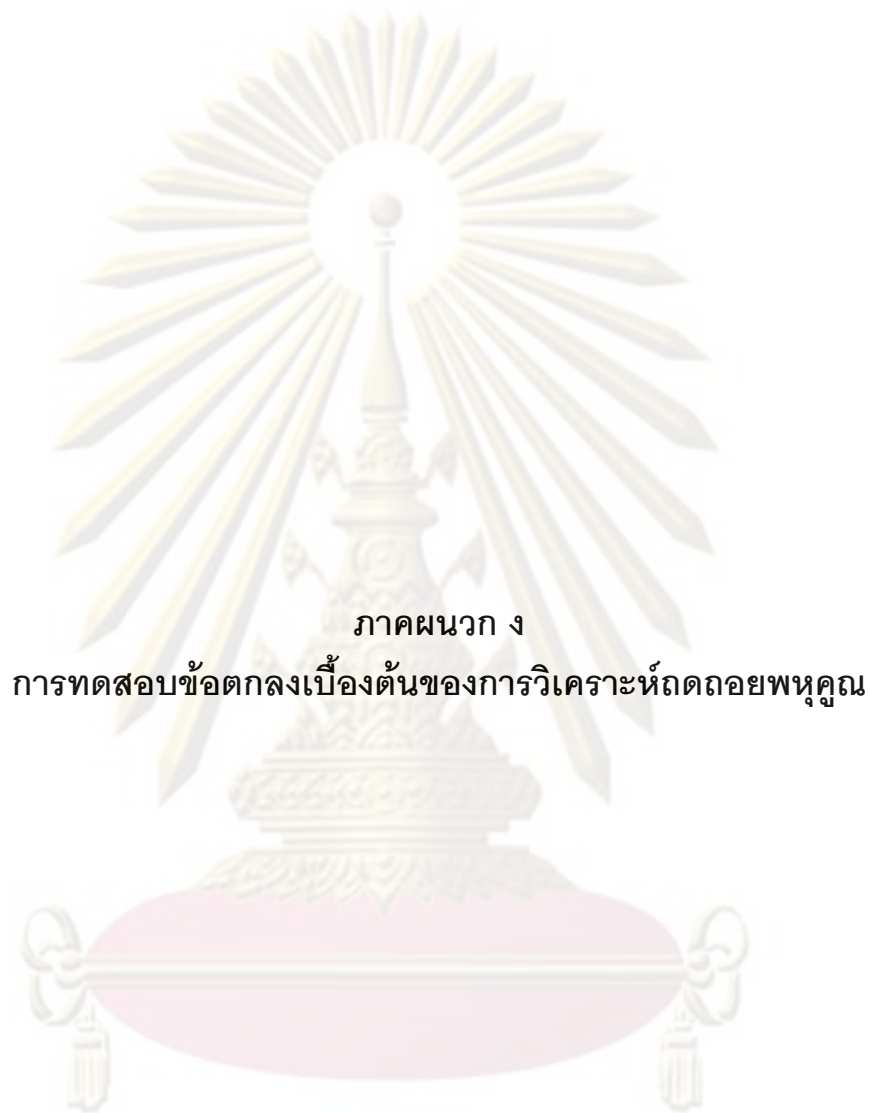 ภาคผนวก ง
การทดสอบข้อตกลงเบื้องต้นของการวิเคราะห์ถดถอยพหุคูณ